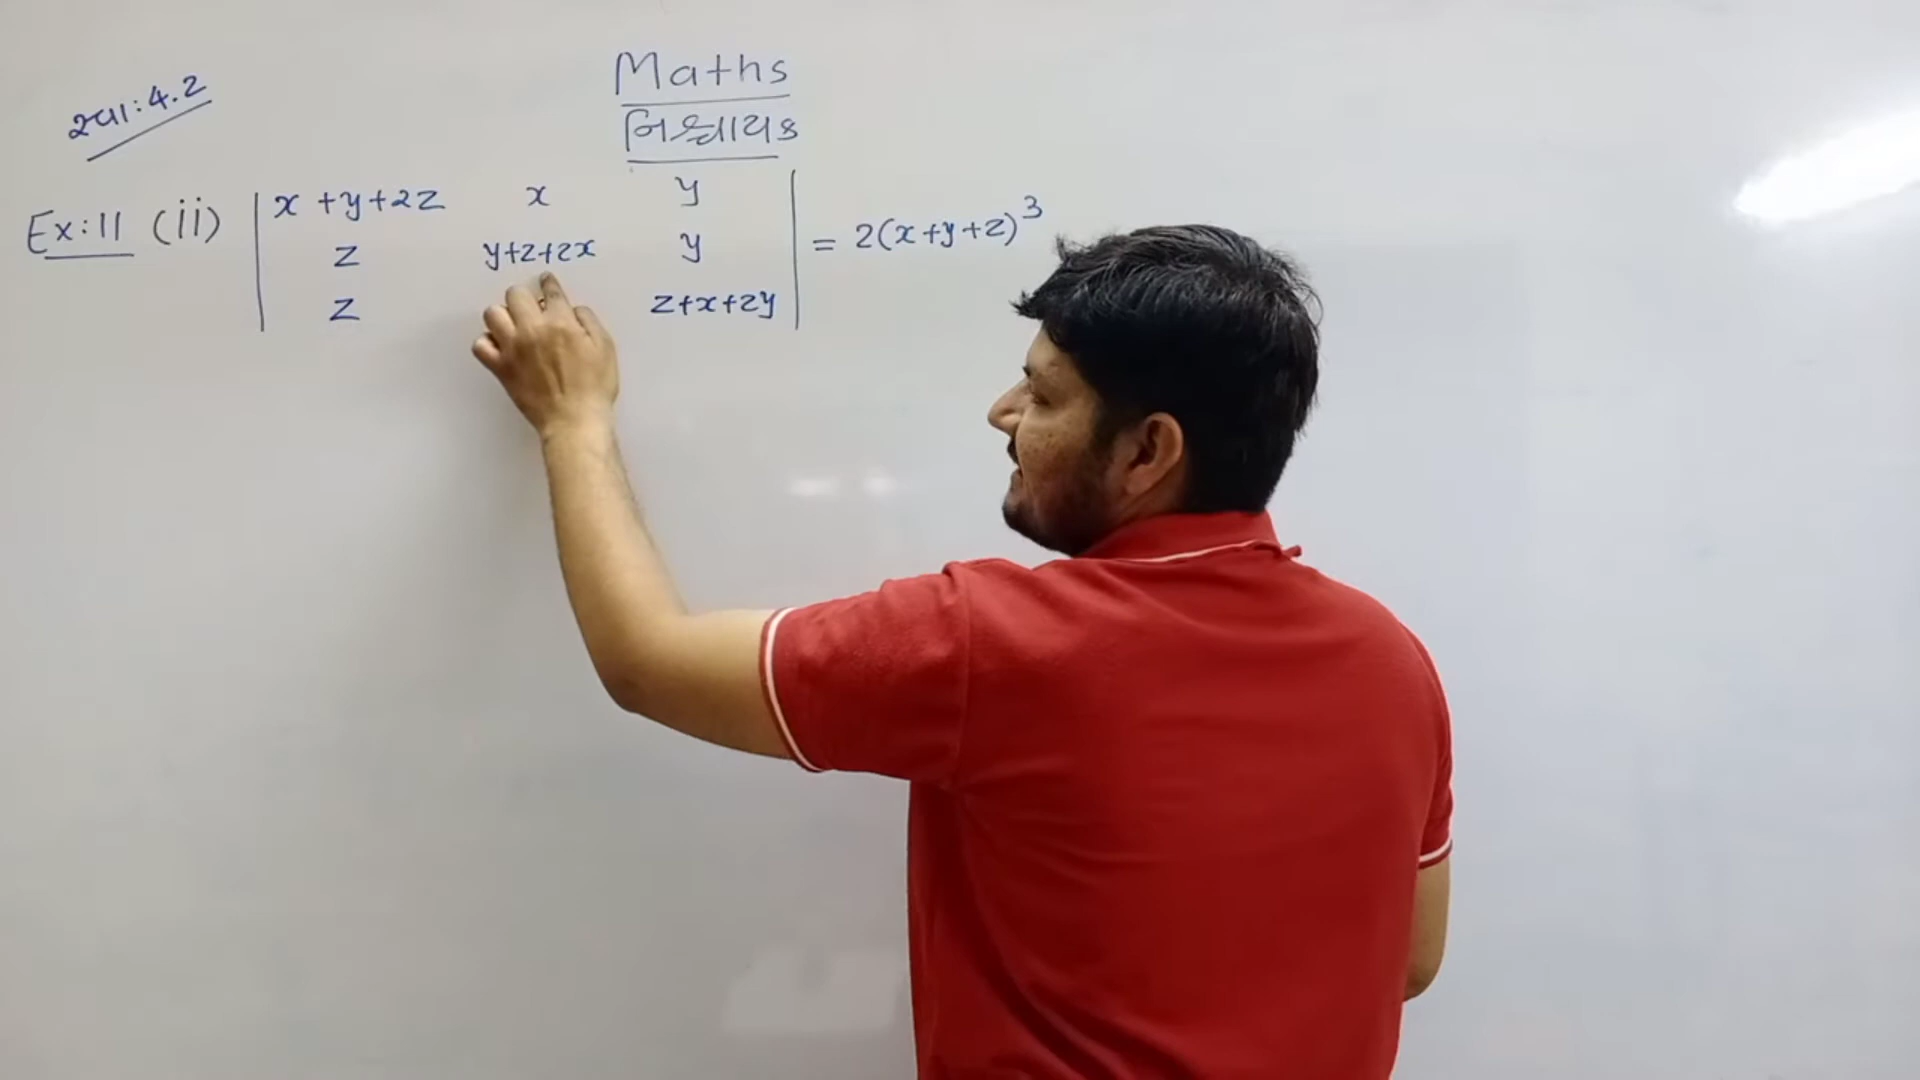 Maths
સ્વા: 4.2
નિશ્ચાયક
Ex:11 (ii) | x+y+2z x y |
| z y+z+2x y | = 2(x+y+z)³
| z z+x+2y |